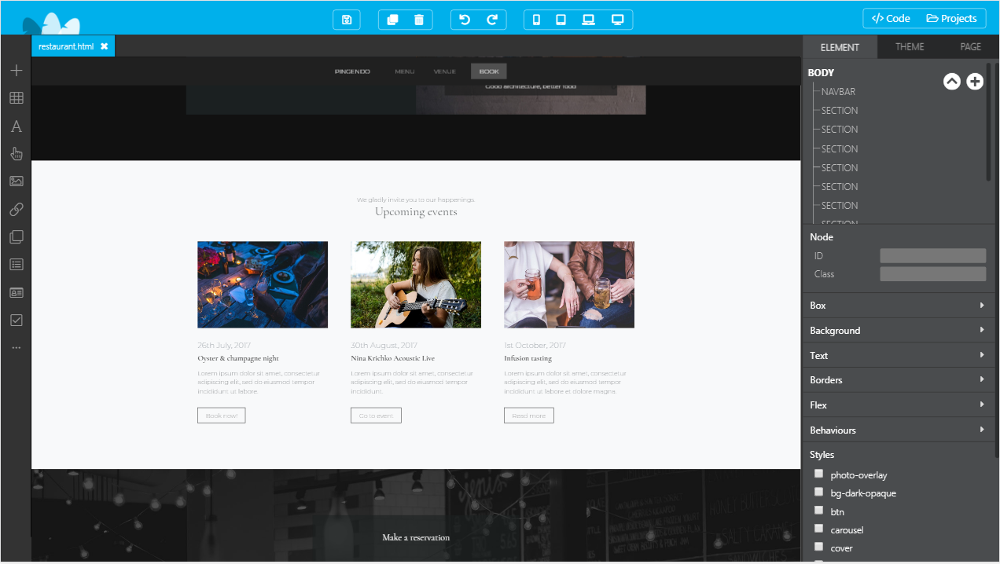 Code
Projects
restaurant.html
PINGENDO
MENU
VENUE
BOOK
Good architecture, better food
We gladly invite you to our happenings.
Upcoming events
26th July, 2017
Oyster & champagne night
Lorem ipsum dolor sit amet, consectetur
adipiscing elit, sed do eiusmod tempor
incididunt ut labore.
Book now!
30th August, 2017
Nina Krichko Acoustic Live
Lorem ipsum dolor sit amet, consectetur
adipiscing elit, sed do eiusmod tempor
incididunt.
Go to event
1st October, 2017
Infusion tasting
Lorem ipsum dolor sit amet, consectetur
adipiscing elit, sed do eiusmod tempor
incididunt ut labore et dolore magna.
Read more
Make a reservation
ELEMENT
THEME
PAGE
BODY
NAVBAR
SECTION
SECTION
SECTION
SECTION
SECTION
SECTION
SECTION
Node
ID
Class
Box
Background
Text
Borders
Flex
Behaviours
Styles
photo-overlay
bg-dark-opaque
btn
carousel
cover